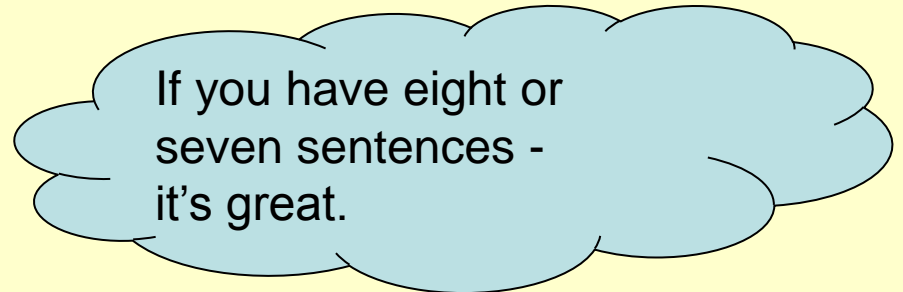 If you have eight or
seven sentences -
it’s great.